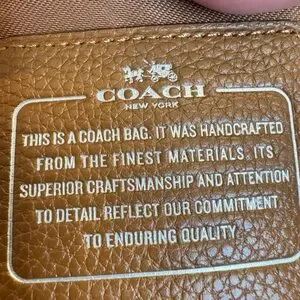 COACH
NEW YORK
THIS IS A COACH BAG. IT WAS HANDCRAFTED
FROM THE FINEST MATERIALS. ITS
SUPERIOR CRAFTSMANSHIP AND ATTENTION
TO DETAIL REFLECT OUR COMMITMENT
TO ENDURING QUALITY.